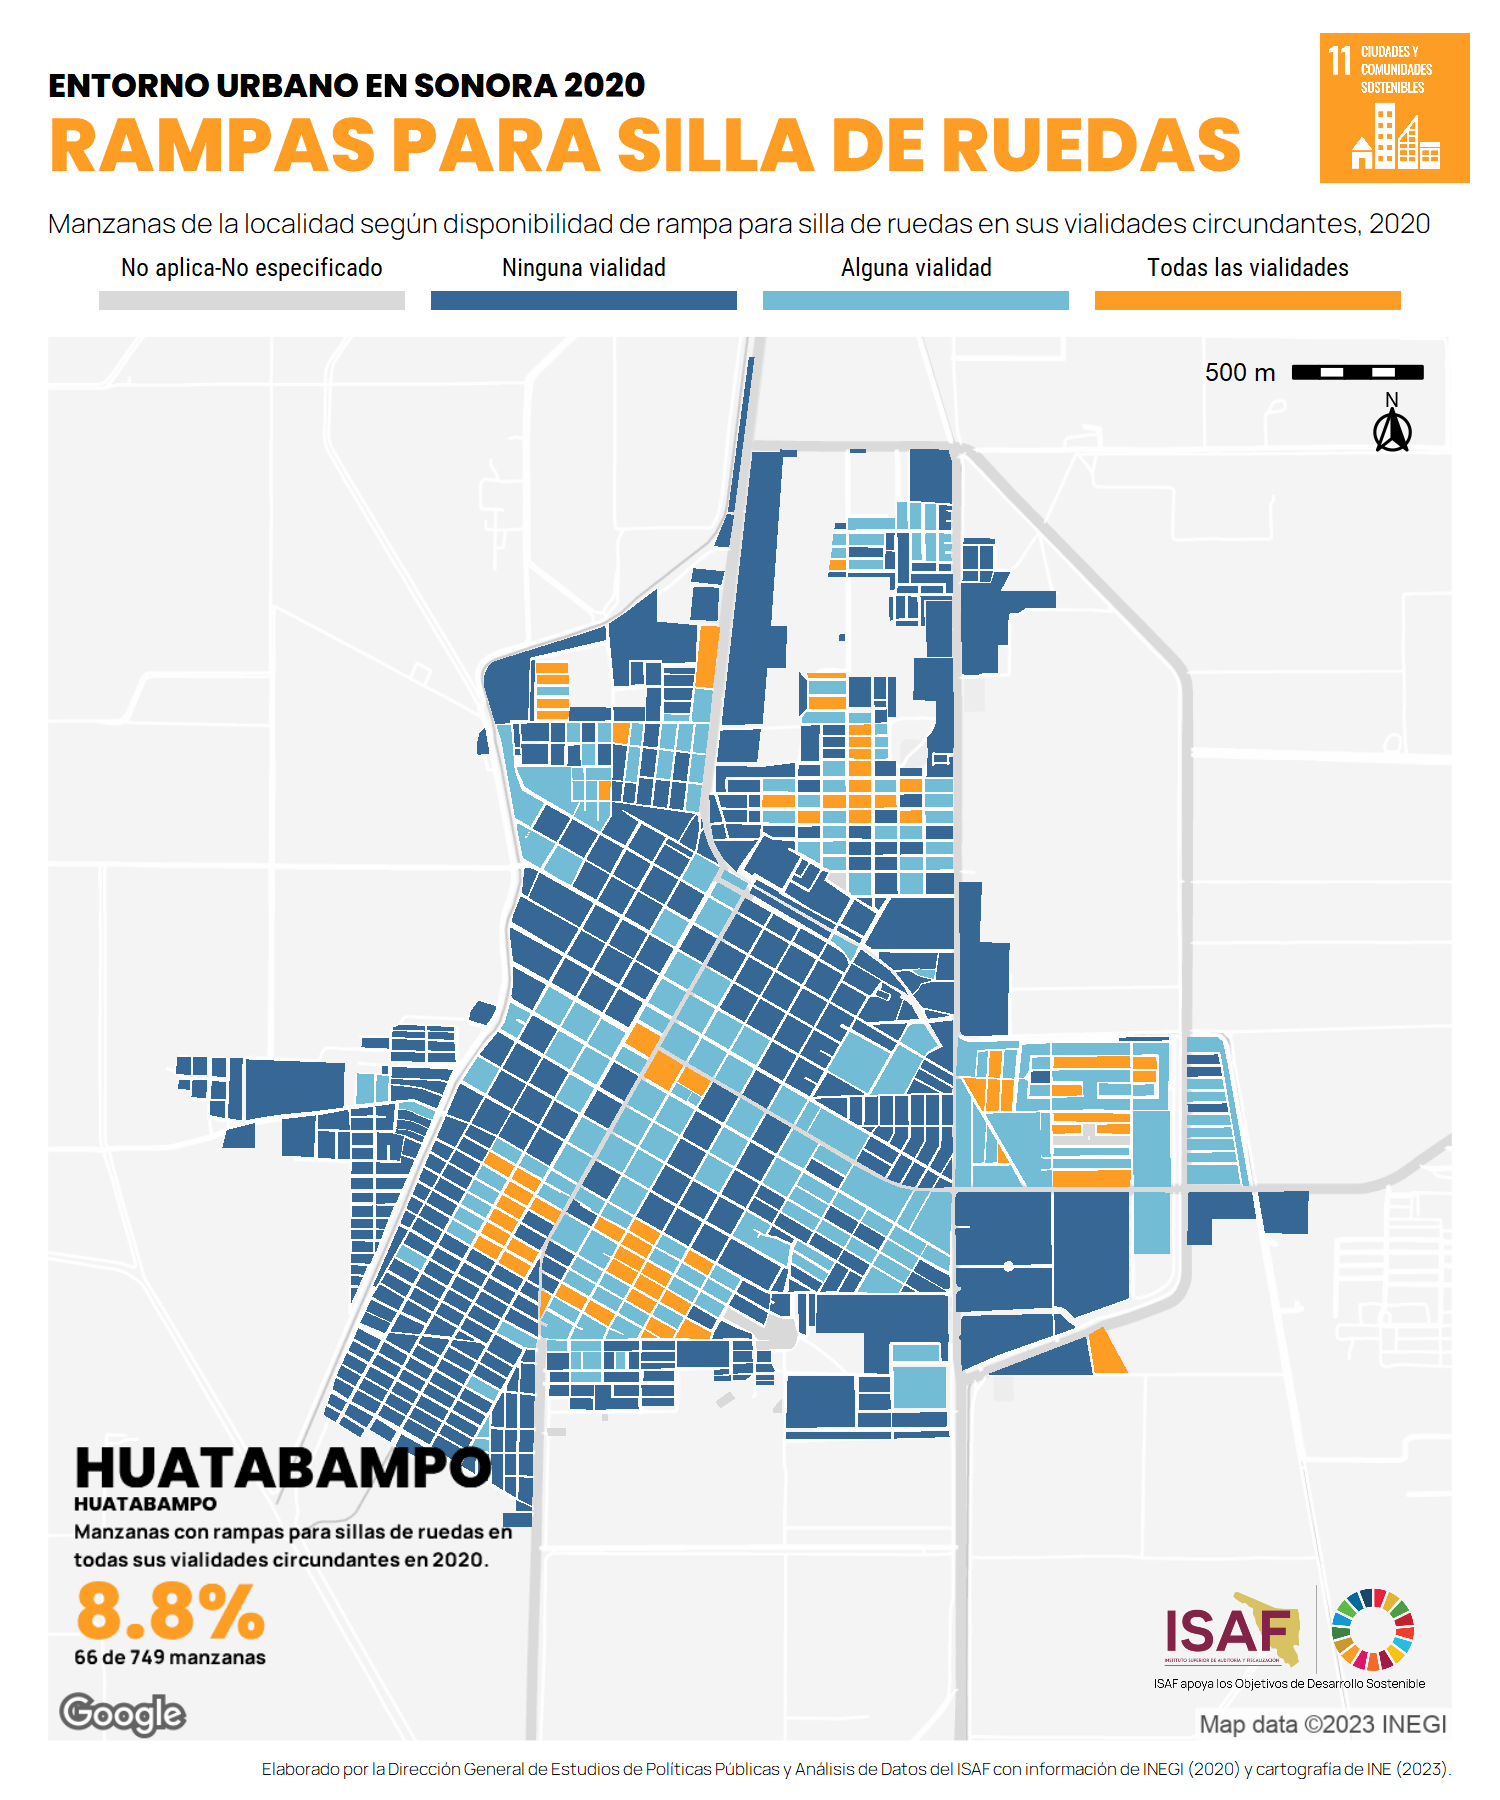 ENTORNO URBANO EN SONORA 2020
RAMPAS PARA SILLA DE RUEDAS
11 CIUDADES Y
COMUNIDADES
SOSTENIBLES
Manzanas de la localidad según disponibilidad de rampa para silla de ruedas en sus vialidades circundantes, 2020
No aplica-No especificado
Ninguna vialidad
Alguna vialidad
Todas las vialidades
500 m
N
HUATABAMPO
HUATABAMPO
Manzanas con rampas para sillas de ruedas en
todas sus vialidades circundantes en 2020.
8.8%
66 de 749 manzanas
Google
ISAF
INSTITUTO SUPERIOR DE AUDITORÍA Y FISCALIZACIÓN
ISAF apoya los Objetivos de Desarrollo Sostenible
Map data ©2023 INEGI
Elaborado por la Dirección General de Estudios de Políticas Públicas y Análisis de Datos del ISAF con información de INEGI (2020) y cartografía de INE (2023).